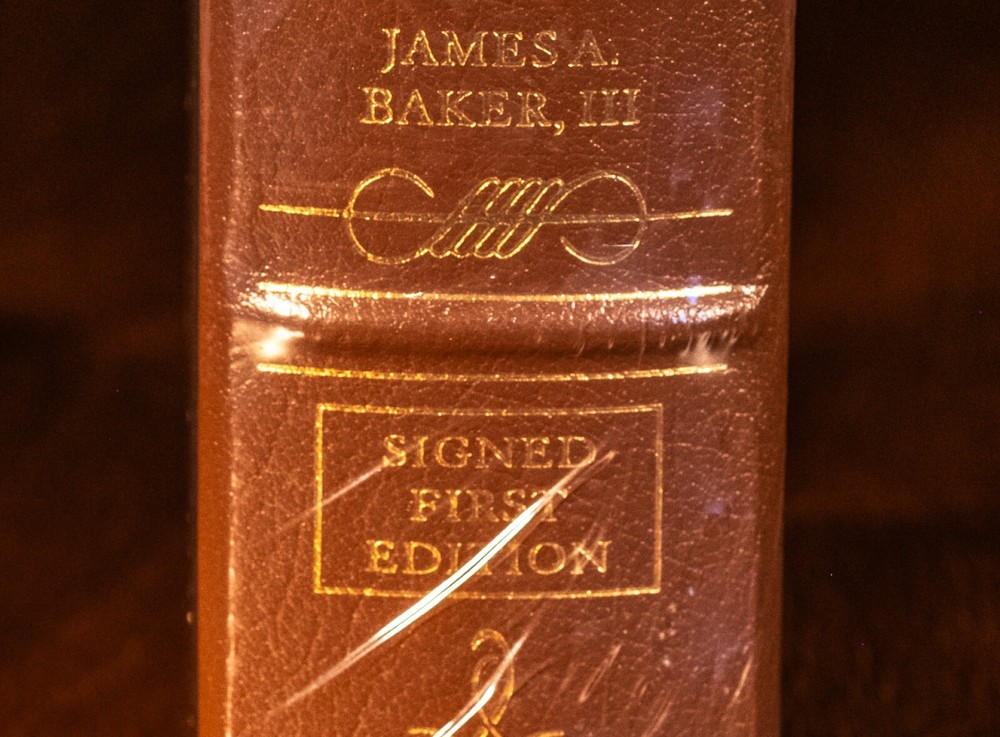 JAMES A.
BAKER, III
SIGNED
FIRST
EDITION